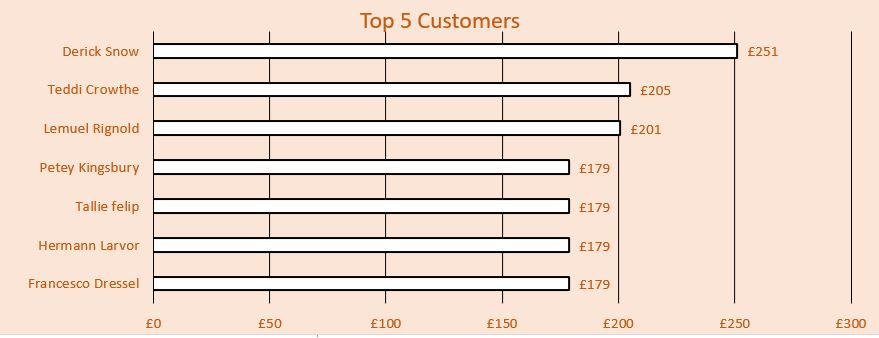 Top 5 Customers
Derick Snow £251
Teddi Crowthe £205
Lemuel Rignold £201
Petey Kingsbury £179
Tallie felip £179
Hermann Larvor £179
Francesco Dressel £179
£0 £50 £100 £150 £200 £250 £300